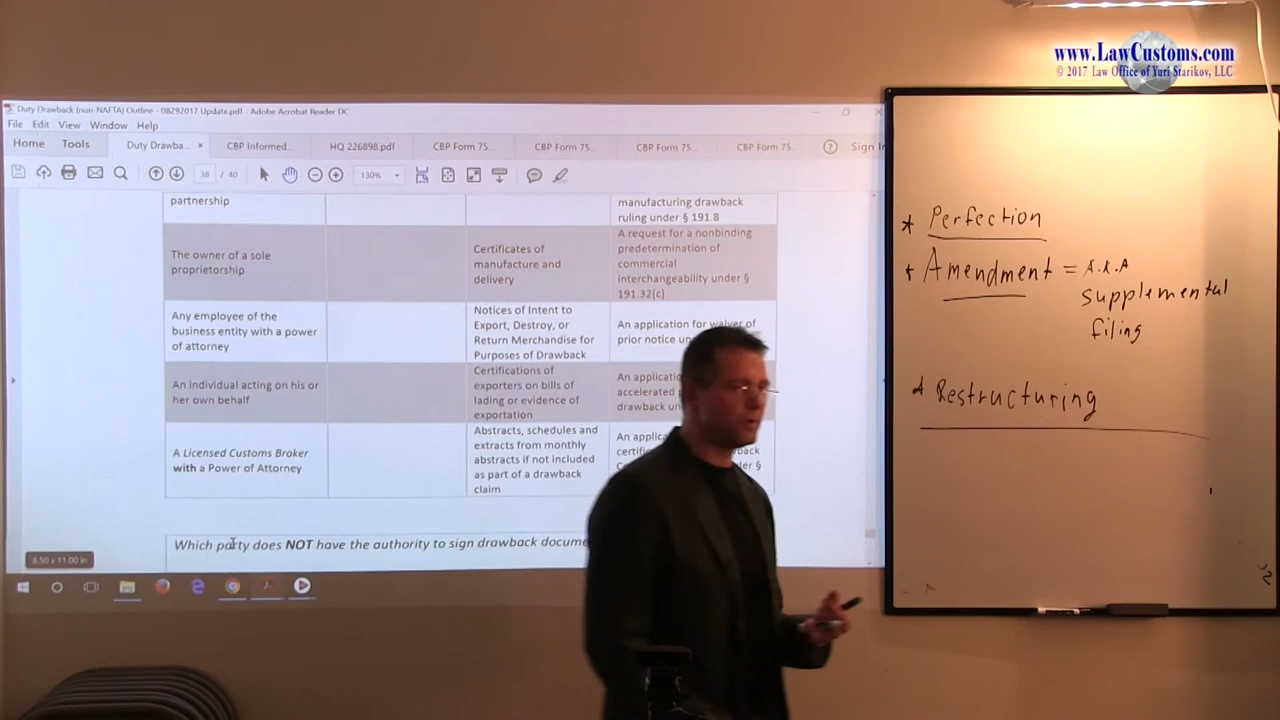 www.LawCustoms.com
© 2017 Law Office of Yuri Starikov, LLC
Duty Drawback (non-NAFTA) Outline - 08292017 Update.pdf - Adobe Acrobat Reader DC
File Edit View Window Help
Home Tools Duty Drawba... × CBP Informed... HQ 226898.pdf CBP Form 75... CBP Form 75... CBP Form 75... CBP Form 75... Sign In
38 / 40 130%
partnership
manufacturing drawback
ruling under § 191.8
The owner of a sole
proprietorship
Certificates of
manufacture and
delivery
A request for a nonbinding
predetermination of
commercial
interchangeability under §
191.32(c)
Any employee of the
business entity with a power
of attorney
Notices of Intent to
Export, Destroy, or
Return Merchandise for
Purposes of Drawback
An application for waiver of
prior notice un
An individual acting on his or
her own behalf
Certifications of
exporters on bills of
lading or evidence of
exportation
An applicatio
accelerated
drawback un
A Licensed Customs Broker
with a Power of Attorney
Abstracts, schedules and
extracts from monthly
abstracts if not included
as part of a drawback
claim
An applica
certific
wback
der §
Which party does NOT have the authority to sign drawback docume
8.50 x 11.00 in
* Perfection
* Amendment = A.K.A
supplemental
filing
* Restructuring